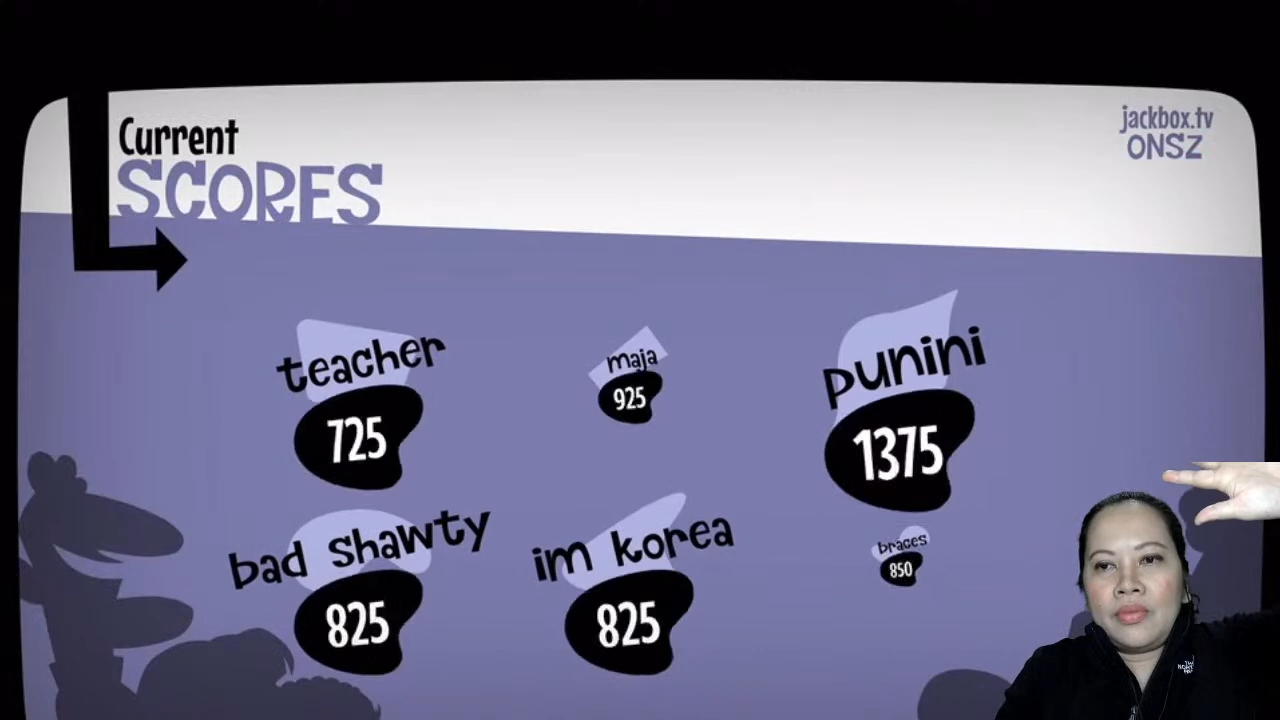 Current
SCORES
jackbox.tv
ONSZ
teacher
725
maja
925
punini
1375
bad shawty
825
im korea
825
braces
850